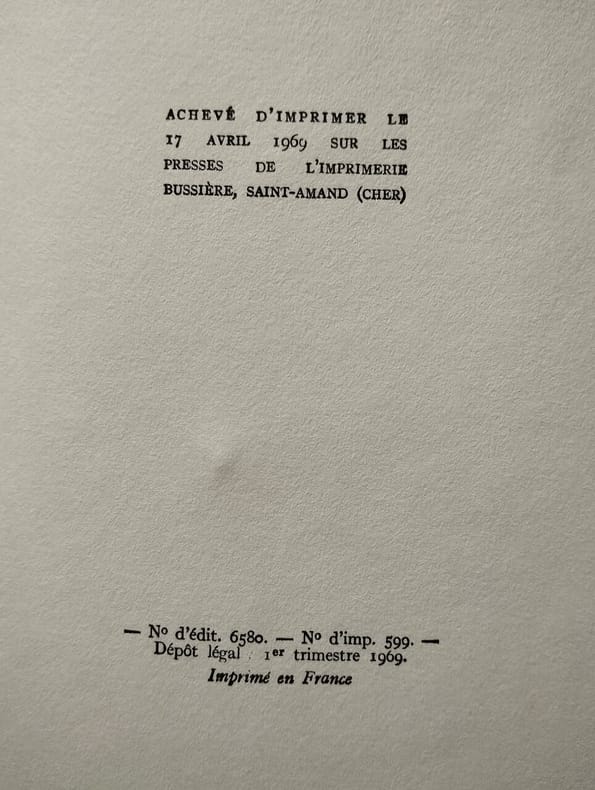 ACHEVÉ D'IMPRIMER LE
17 AVRIL 1969 SUR LES
PRESSES DE L'IMPRIMERIE
BUSSIÈRE, SAINT-AMAND (CHER)
— Nº d'édit. 6580. — Nº d'imp. 599. —
Dépôt légal : 1er trimestre 1969.
Imprimé en France